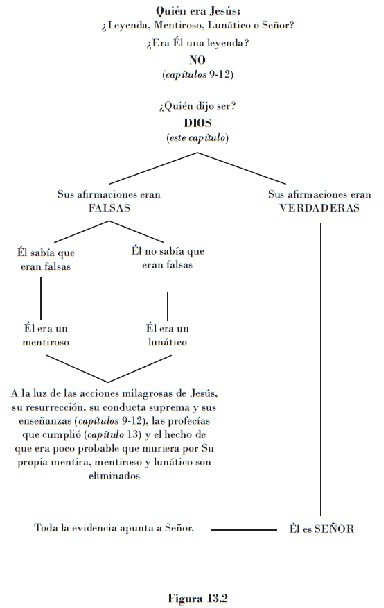 Quién era Jesús:
¿Leyenda, Mentiroso, Lunático o Señor?
¿Era Él una leyenda?
NO
(capítulos 9-12)
¿Quién dijo ser?
DIOS
(este capítulo)
Sus afirmaciones eran
FALSAS
Sus afirmaciones eran
VERDADERAS
Él sabía que
eran falsas
Él no sabía que
eran falsas
Él era un
mentiroso
Él era un
lunático
A la luz de las acciones milagrosas de Jesús,
su resurrección, su conducta suprema y sus
enseñanzas (capítulos 9-12), las profecías
que cumplió (capítulo 13) y el hecho de
que era poco probable que muriera por Su
propia mentira, mentiroso y lunático son
eliminados
Toda la evidencia apunta a Señor.
Él es SEÑOR
Figura 13.2